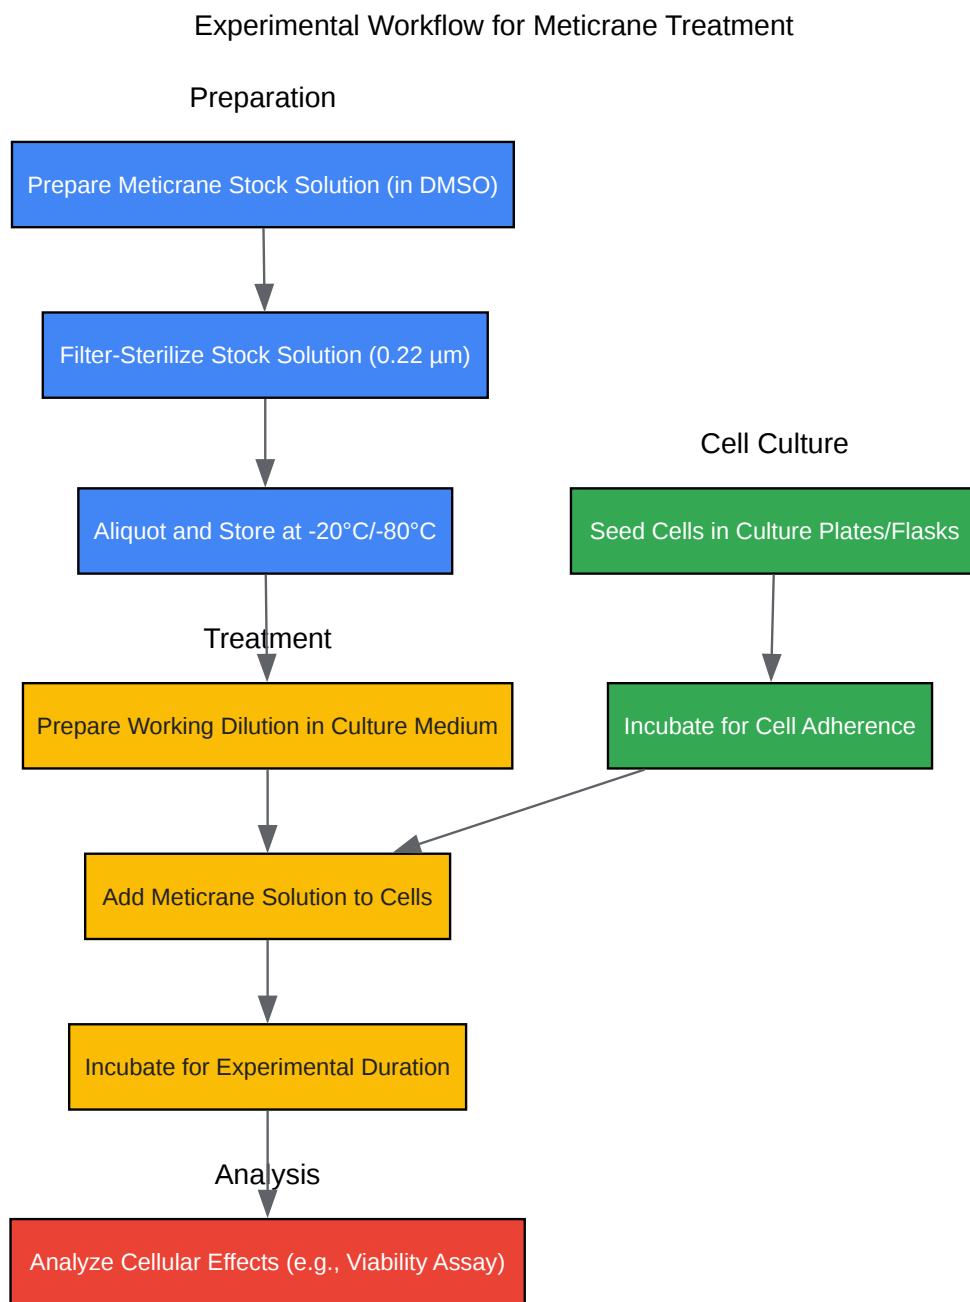 Experimental Workflow for Meticrane Treatment
Preparation
Prepare Meticrane Stock Solution (in DMSO)
Filter-Sterilize Stock Solution (0.22 µm)
Aliquot and Store at -20°C/-80°C
Cell Culture
Seed Cells in Culture Plates/Flasks
Incubate for Cell Adherence
Treatment
Prepare Working Dilution in Culture Medium
Add Meticrane Solution to Cells
Incubate for Experimental Duration
Analysis
Analyze Cellular Effects (e.g., Viability Assay)